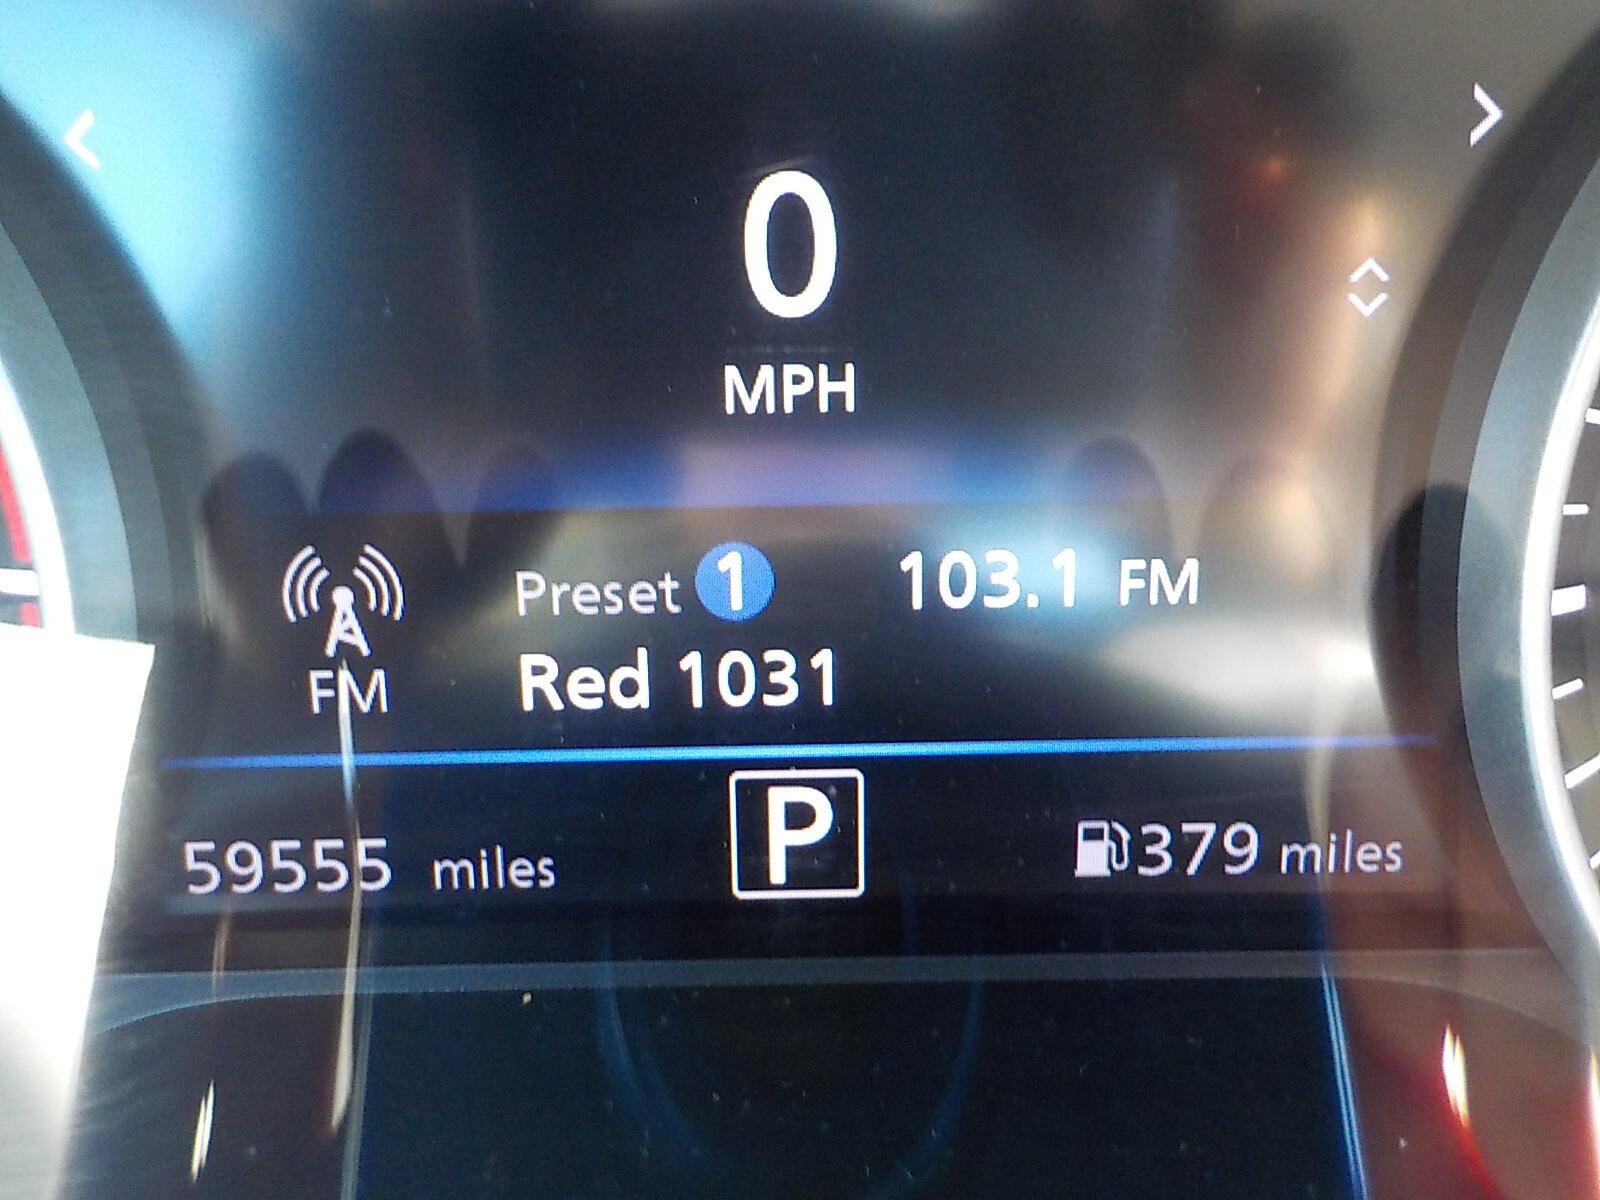 0
MPH
Preset 1 103.1 FM
FM Red 1031
P
59555 miles 379 miles